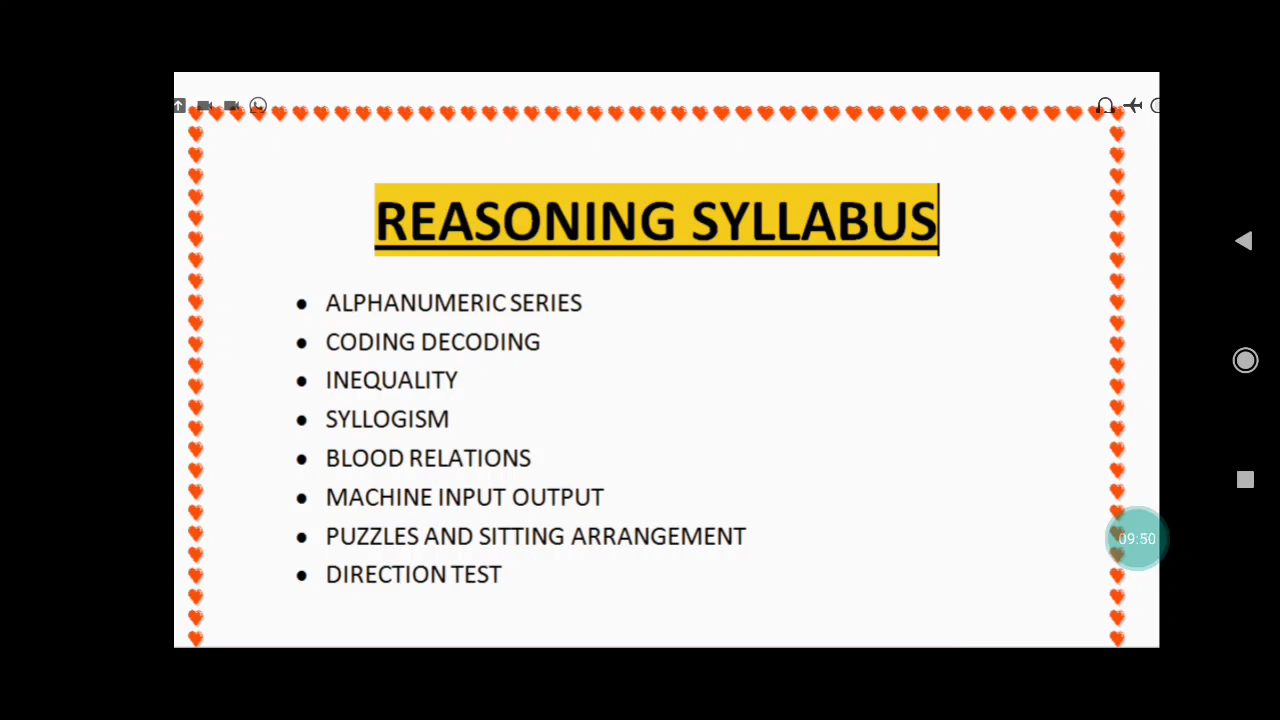 REASONING SYLLABUS
● ALPHANUMERIC SERIES
● CODING DECODING
● INEQUALITY
● SYLLOGISM
● BLOOD RELATIONS
● MACHINE INPUT OUTPUT
● PUZZLES AND SITTING ARRANGEMENT
09:50
● DIRECTION TEST